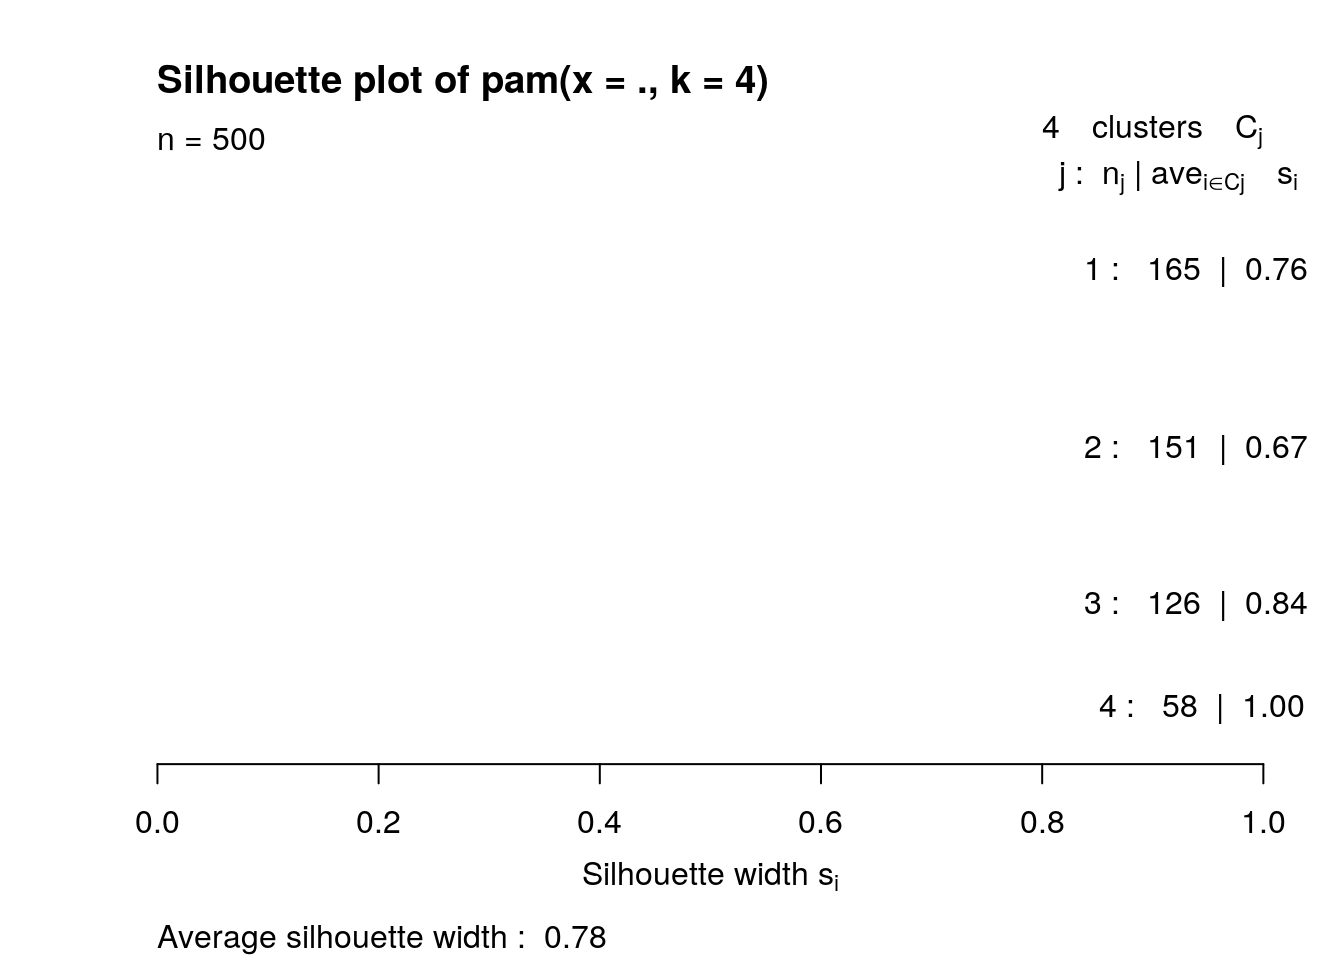 Silhouette plot of pam(x = ., k = 4)
n = 500
4 clusters Cj
j : nj | avei∈Cj si
1 : 165 | 0.76
2 : 151 | 0.67
3 : 126 | 0.84
4 : 58 | 1.00
0.0 0.2 0.4 0.6 0.8 1.0
Silhouette width si
Average silhouette width : 0.78